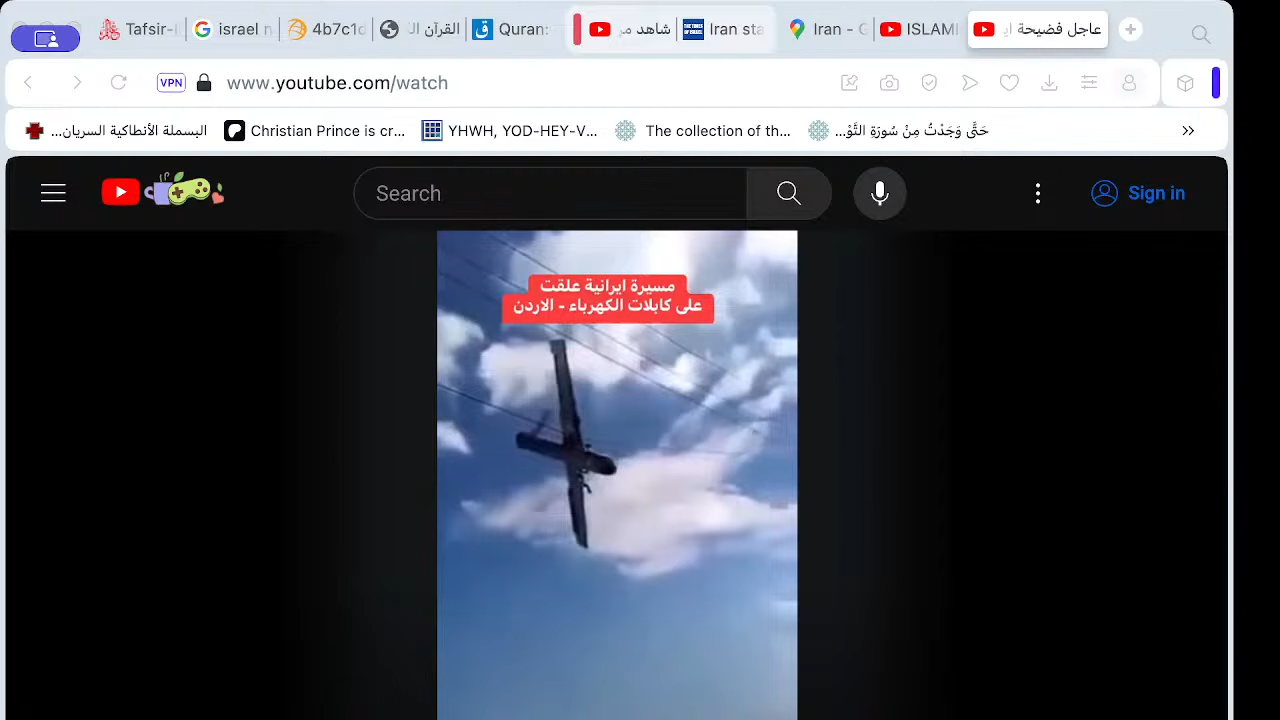 Tafsir-I
israel n
4b7c1d
القرآن ال
Quran:
شاهد مر
Iran sta
Iran - G
ISLAMI
عاجل فضيحة اي
VPN
www.youtube.com/watch
البسملة الأنطاكية السريان...
Christian Prince is cr...
YHWH, YOD-HEY-V...
The collection of th...
حَتَّى وَجَدْتُ مِنْ سُورَةِ التَّوْ...
Search
Sign in
مسيرة ايرانية علقت
على كابلات الكهرباء - الاردن